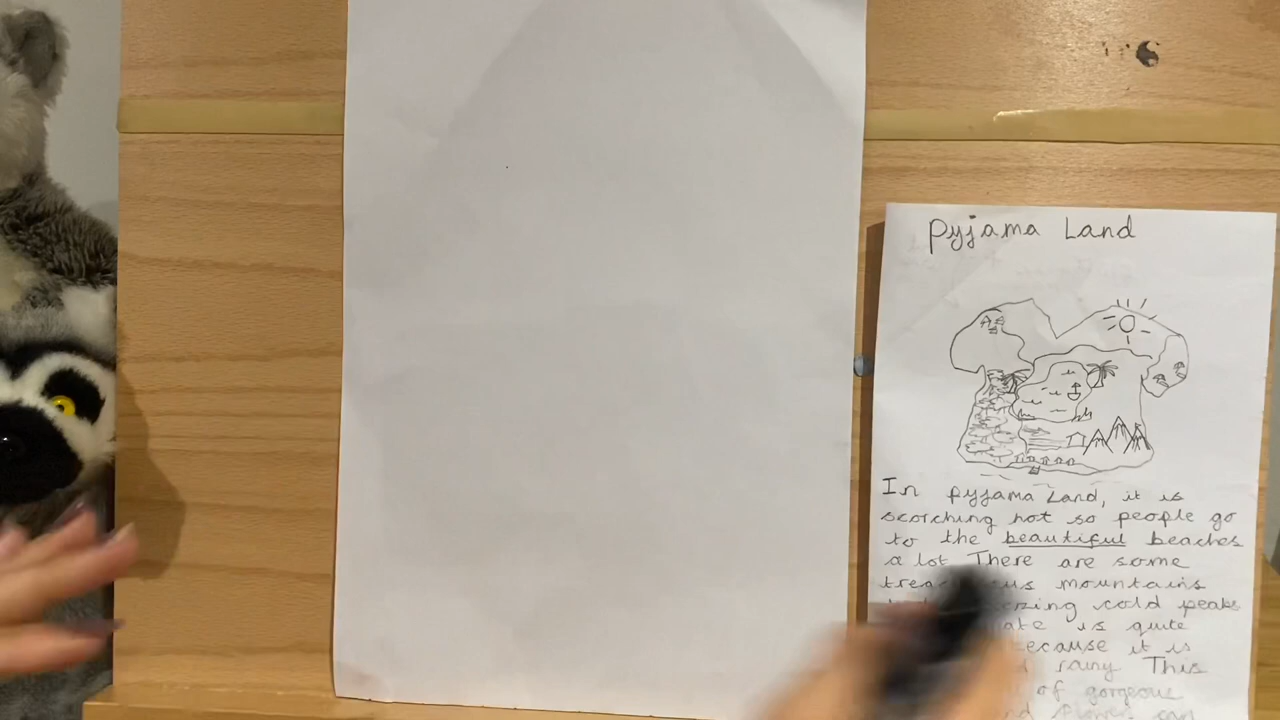 Pyjama Land
In pyjama Land, it is
scorching hot so people go
to the beautiful beaches
a lot There are some
mountains
cold peaks
is quite
because it is
rainy This
of gorgeous
can